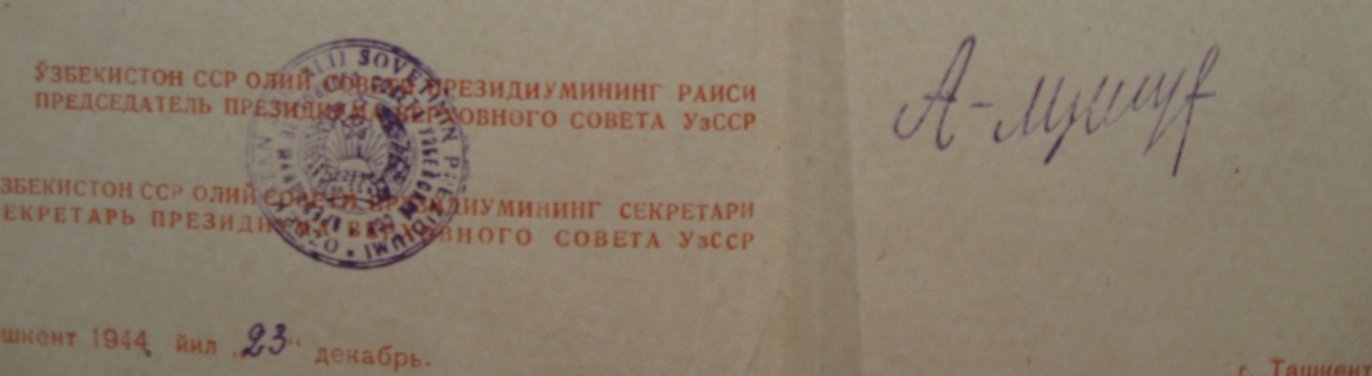 ЎЗБЕКИСТОН ССР ОЛИЙ СОВЕТИ ПРЕЗИДИУМИНИНГ РАИСИ
ПРЕДСЕДАТЕЛЬ ПРЕЗИДИУМА ВЕРХОВНОГО СОВЕТА УзССР
ЗБЕКИСТОН ССР ОЛИЙ СОВЕТИ ПРЕЗИДИУМИНИНГ СЕКРЕТАРИ
ЕКРЕТАРЬ ПРЕЗИДИУМА ВЕРХОВНОГО СОВЕТА УзССР
шкент 1944 йил „23“ декабрь.
г. Ташкент